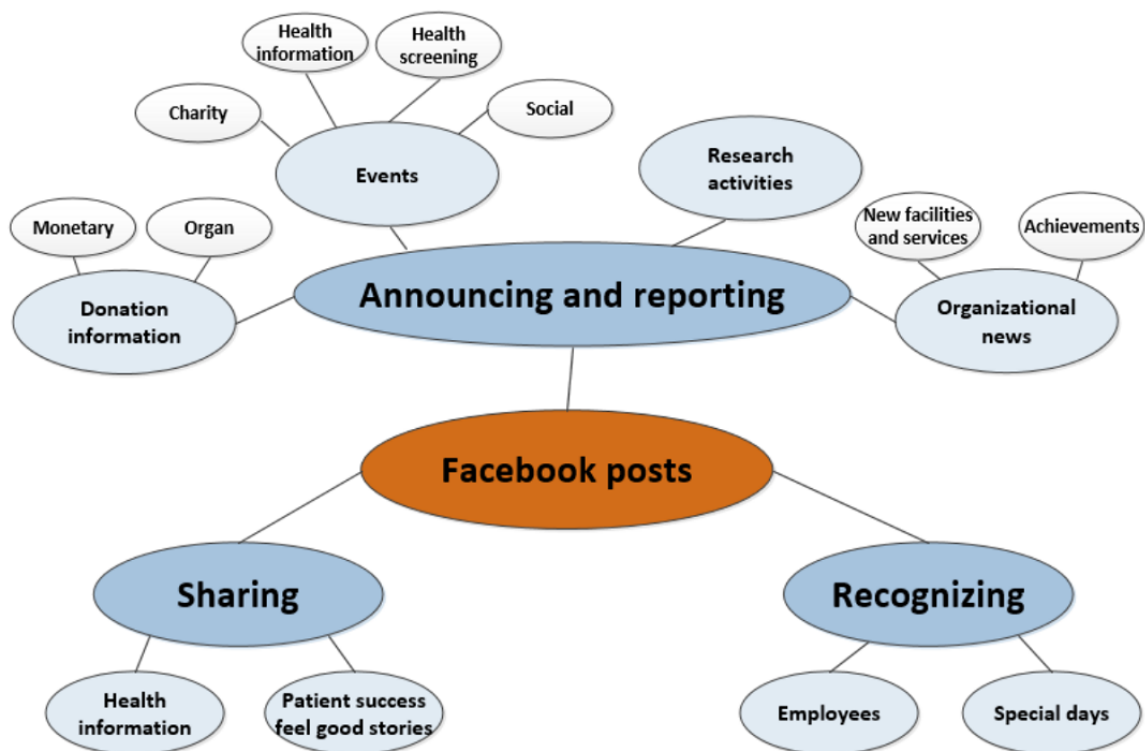 Health
information
Health
screening
Charity
Social
Events
Research
activities
Monetary
Organ
New facilities
and services
Achievements
Donation
information
Announcing and reporting
Organizational
news
Facebook posts
Sharing
Recognizing
Health
information
Patient success
feel good stories
Employees
Special days